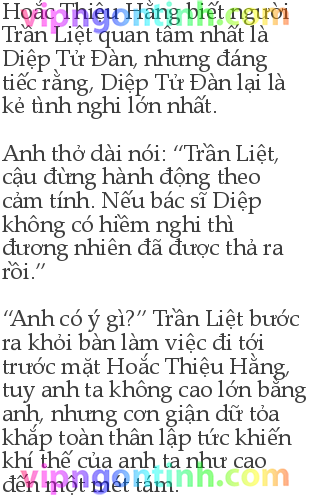 Hoắc Thiệu Hằng biết người
vipngontinh.com
Trần Liệt quan tâm nhất là
Diệp Tử Đàn, nhưng đáng
tiếc rằng, Diệp Tử Đàn lại là
kẻ tình nghi lớn nhất.
Anh thở dài nói: “Trần Liệt,
cậu đừng hành động theo
cảm tính. Nếu bác sĩ Diệp
không có hiềm nghi thì
đương nhiên đã được thả ra
rồi.”
“Anh có ý gì?” Trần Liệt bước
ra khỏi bàn làm việc đi tới
trước mặt Hoắc Thiệu Hằng,
tuy anh ta không cao lớn bằng
anh, nhưng cơn giận dữ tỏa
khắp toàn thân lập tức khiến
khí thế của anh ta như cao
vipngontinh.com
đến một mét tám.